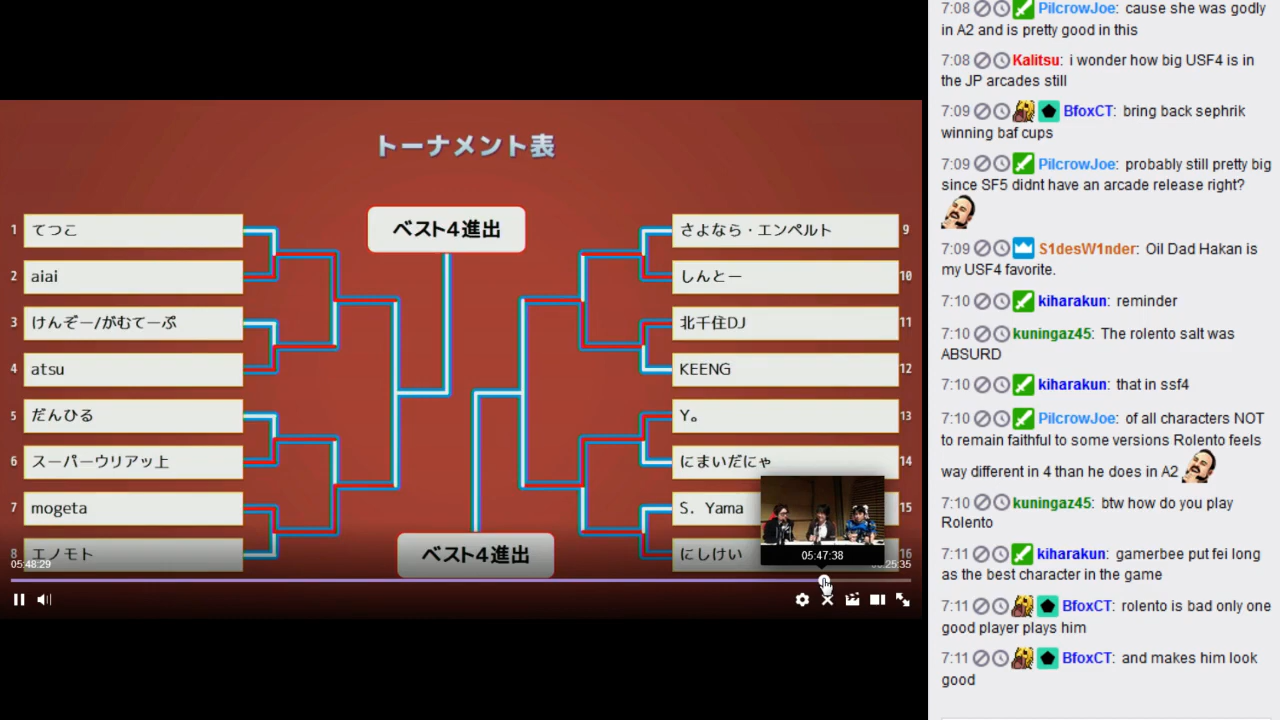 トーナメント表
ベスト4進出
1 てつこ
2 aiai
3 けんぞー/がむてーぷ
4 atsu
5 だんひる
6 スーパーウリアッ上
7 mogeta
8 エノモト
さよなら・エンペルト 9
しんとー 10
北千住DJ 11
KEENG 12
Y。 13
にまいだにゃ 14
S. Yama 15
にしけい 16
ベスト4進出
05:47:38
05:48:29
25:35
7:08 PilcrowJoe: cause she was godly
in A2 and is pretty good in this
7:08 Kalitsu: i wonder how big USF4 is in
the JP arcades still
7:09 BfoxCT: bring back sephrik
winning baf cups
7:09 PilcrowJoe: probably still pretty big
since SF5 didnt have an arcade release right?
7:09 S1desW1nder: Oil Dad Hakan is
my USF4 favorite.
7:10 kiharakun: reminder
7:10 kuningaz45: The rolento salt was
ABSURD
7:10 kiharakun: that in ssf4
7:10 PilcrowJoe: of all characters NOT
to remain faithful to some versions Rolento feels
way different in 4 than he does in A2
7:10 kuningaz45: btw how do you play
Rolento
7:11 kiharakun: gamerbee put fei long
as the best character in the game
7:11 BfoxCT: rolento is bad only one
good player plays him
7:11 BfoxCT: and makes him look
good